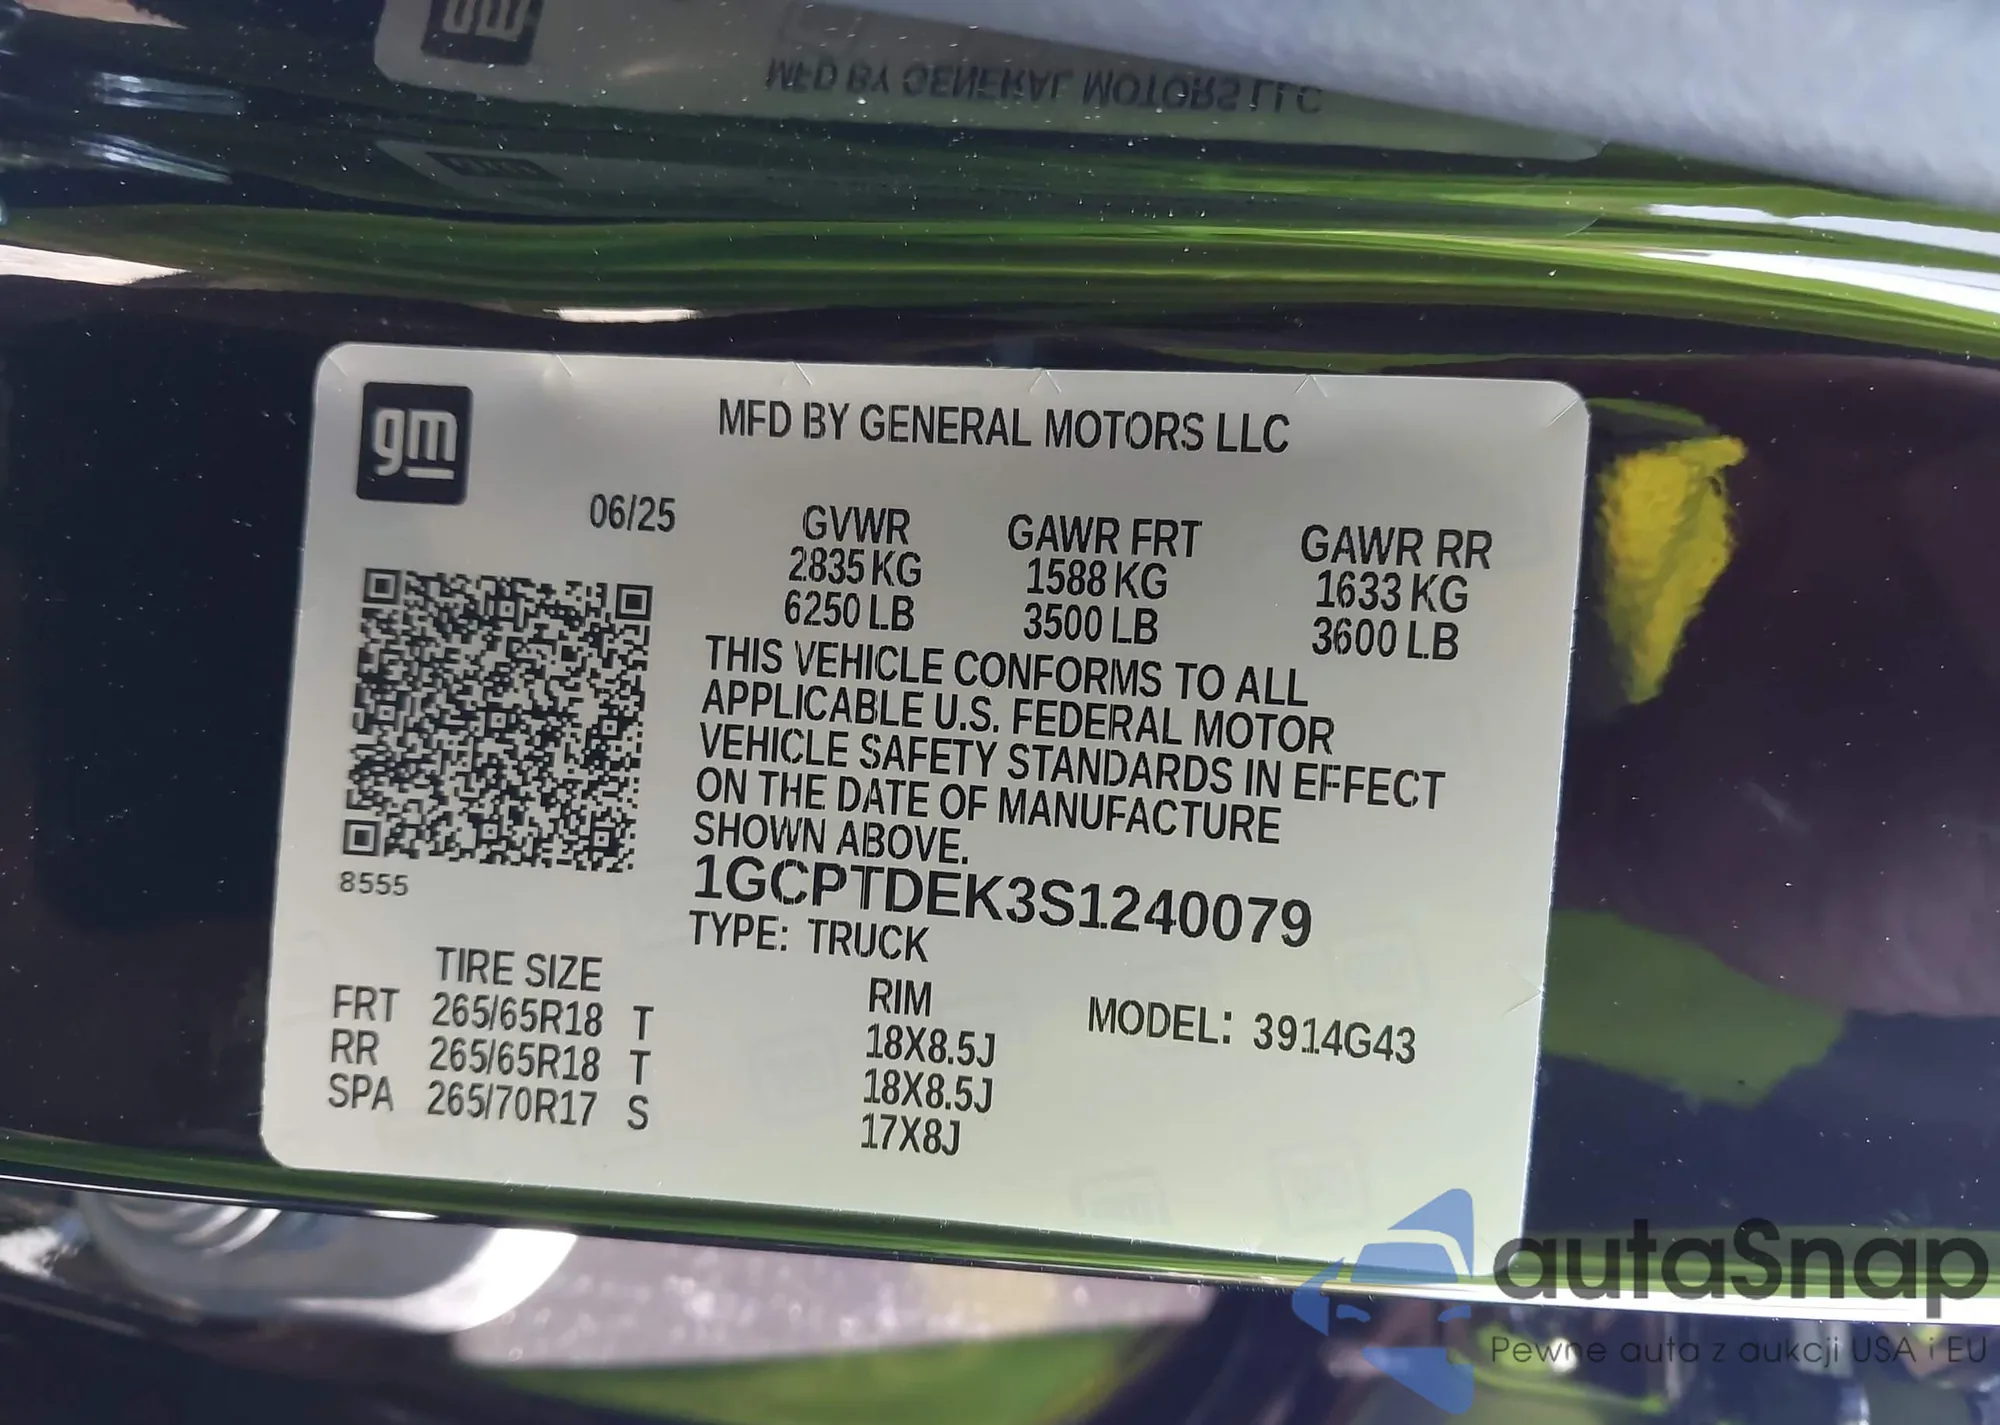 MFD BY GENERAL MOTORS LLC
gm
MFD BY GENERAL MOTORS LLC
06/25
GVWR GAWR FRT GAWR RR
2835 KG 1588 KG 1633 KG
6250 LB 3500 LB 3600 LB
THIS VEHICLE CONFORMS TO ALL
APPLICABLE U.S. FEDERAL MOTOR
VEHICLE SAFETY STANDARDS IN EFFECT
ON THE DATE OF MANUFACTURE
SHOWN ABOVE.
8555
1GCPTDEK3S1240079
TYPE: TRUCK
TIRE SIZE RIM
FRT 265/65R18 T 18X8.5J
RR 265/65R18 T 18X8.5J
SPA 265/70R17 S 17X8J
MODEL: 3914G43
autaSnap
Pewne auta z aukcji USA i EU